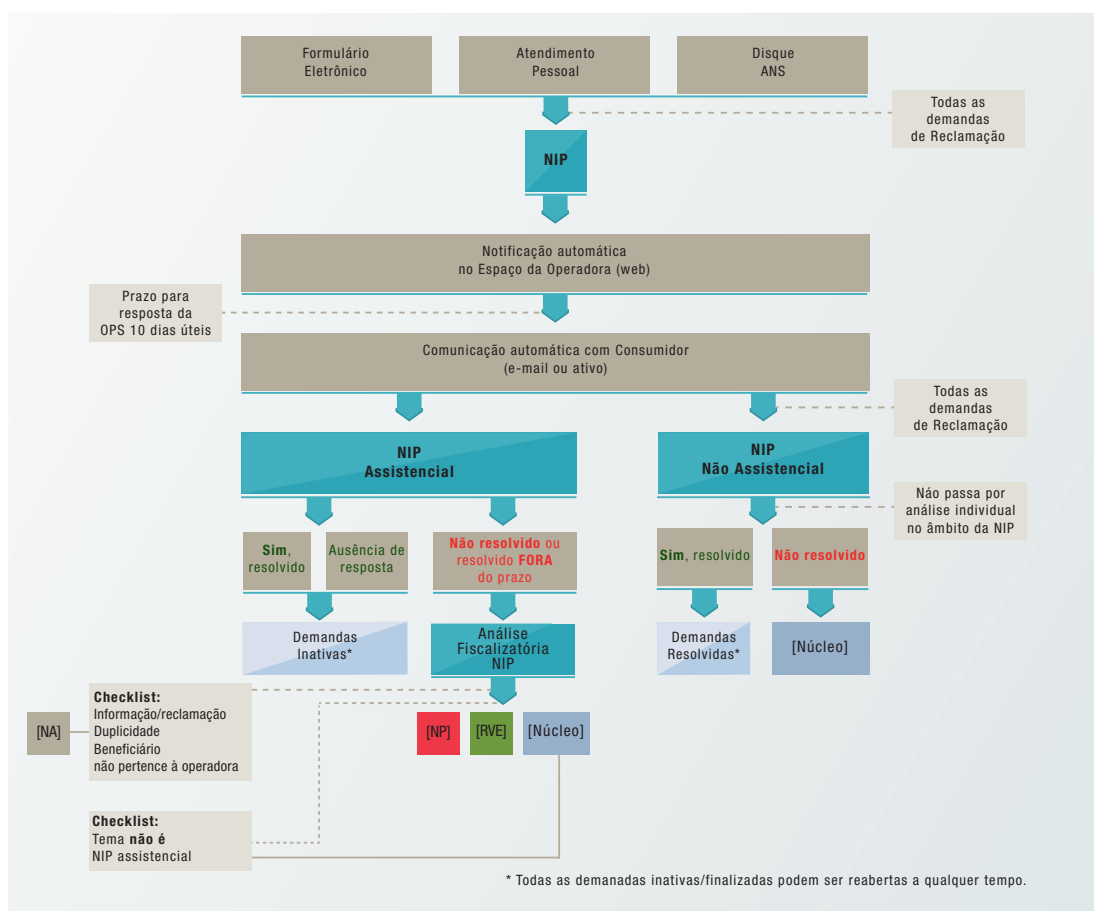 Formulário
Eletrônico
Atendimento
Pessoal
Disque
ANS
Todas as
demandas
de Reclamação
NIP
Notificação automática
no Espaço da Operadora (web)
Prazo para
resposta da
OPS 10 dias úteis
Comunicação automática com Consumidor
(e-mail ou ativo)
Todas as
demandas
de Reclamação
NIP
Assistencial
NIP
Não Assistencial
Não passa por
análise individual
no âmbito da NIP
Sim,
resolvido
Ausência de
resposta
Não resolvido ou
resolvido FORA
do prazo
Sim, resolvido
Não resolvido
Demandas
Inativas*
Análise
Fiscalizatória
NIP
Demandas
Resolvidas*
[Núcleo]
[NA]
Checklist:
Informação/reclamação
Duplicidade
Beneficiário
não pertence à operadora
[NP]
[RVE]
[Núcleo]
Checklist:
Tema não é
NIP assistencial
* Todas as demanadas inativas/finalizadas podem ser reabertas a qualquer tempo.